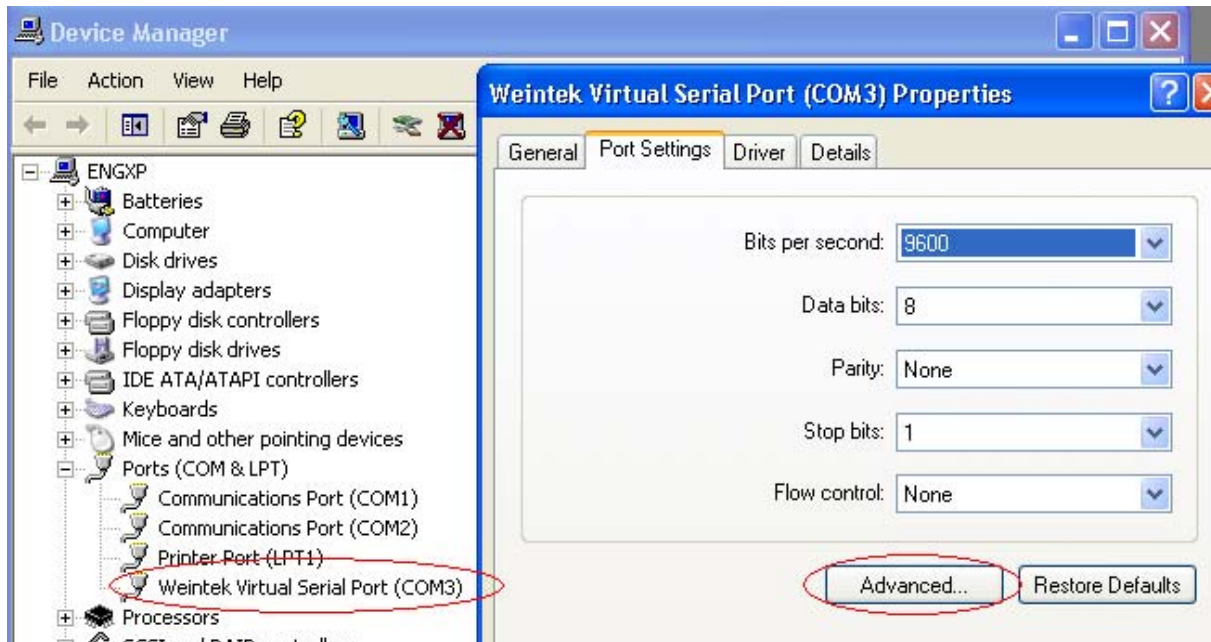 Device Manager
File Action View Help
ENGXP
Batteries
Computer
Disk drives
Display adapters
Floppy disk controllers
Floppy disk drives
IDE ATA/ATAPI controllers
Keyboards
Mice and other pointing devices
Ports (COM & LPT)
Communications Port (COM1)
Communications Port (COM2)
Printer Port (LPT1)
Weintek Virtual Serial Port (COM3)
Processors
SCSI and RAID controllers
Weintek Virtual Serial Port (COM3) Properties
General Port Settings Driver Details
Bits per second: 9600
Data bits: 8
Parity: None
Stop bits: 1
Flow control: None
Advanced... Restore Defaults